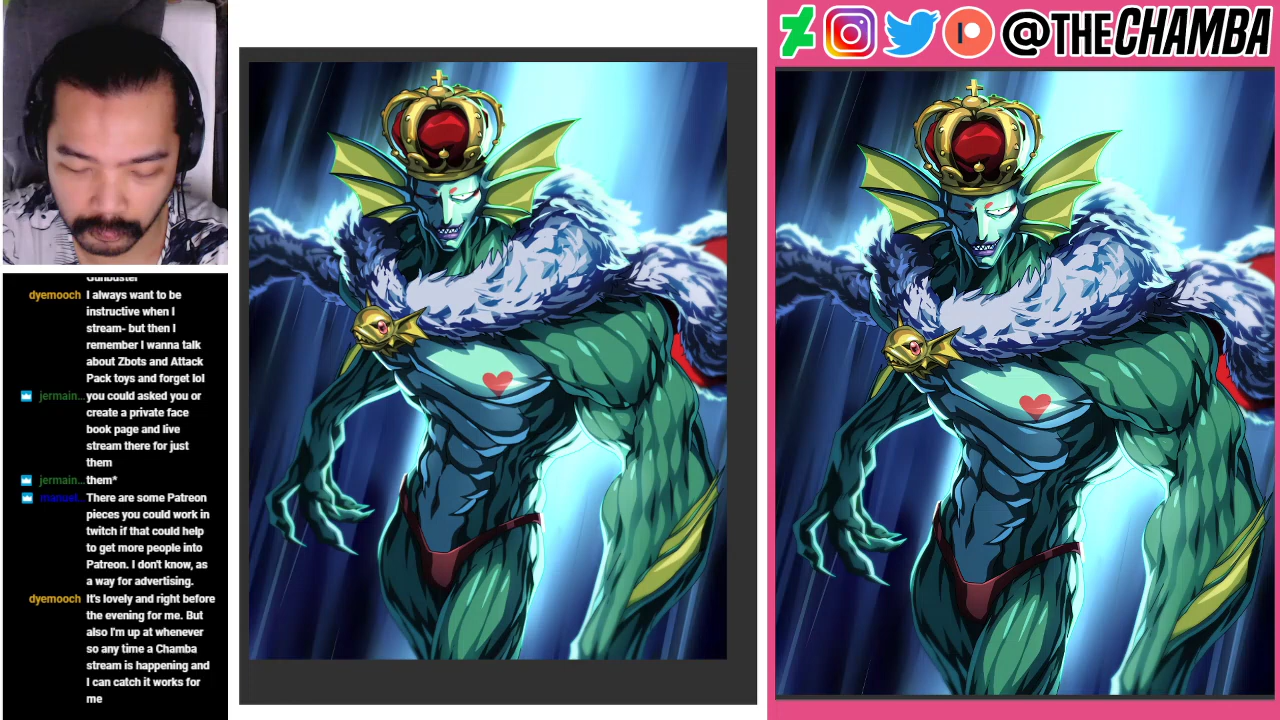 @THECHAMBA
Gunbuster
dyemooch I always want to be
instructive when I
stream- but then I
remember I wanna talk
about Zbots and Attack
Pack toys and forget lol
jermain... you could asked you or
create a private face
book page and live
stream there for just
them
jermain... them*
manuel... There are some Patreon
pieces you could work in
twitch if that could help
to get more people into
Patreon. I don't know, as
a way for advertising.
dyemooch It's lovely and right before
the evening for me. But
also I'm up at whenever
so any time a Chamba
stream is happening and
I can catch it works for
me